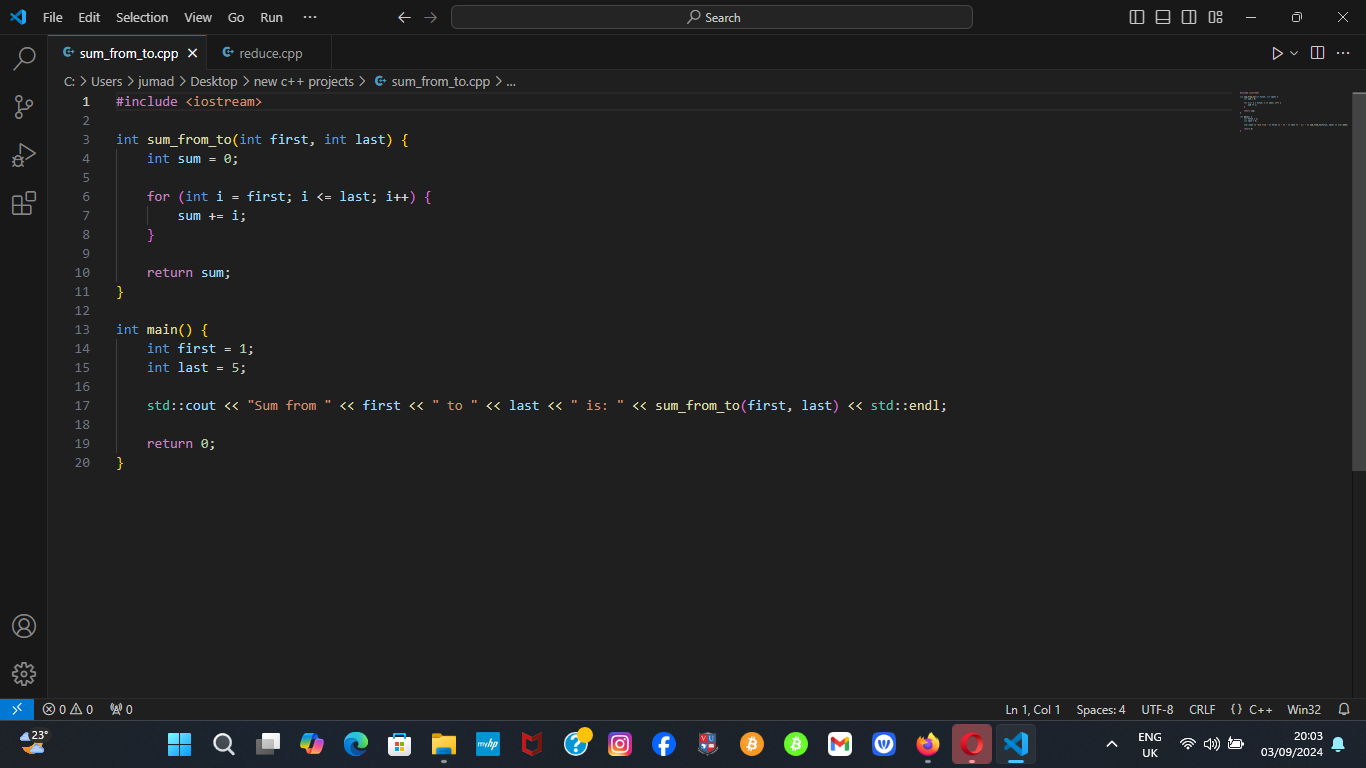 File Edit Selection View Go Run ···
Search
sum_from_to.cpp
reduce.cpp
C: > Users > jumad > Desktop > new c++ projects > sum_from_to.cpp > ...
1 #include <iostream>
2
3 int sum_from_to(int first, int last) {
4     int sum = 0;
5
6     for (int i = first; i <= last; i++) {
7         sum += i;
8     }
9
10     return sum;
11 }
12
13 int main() {
14     int first = 1;
15     int last = 5;
16
17     std::cout << "Sum from " << first << " to " << last << " is: " << sum_from_to(first, last) << std::endl;
18
19     return 0;
20 }
0 0 0
Ln 1, Col 1 Spaces: 4 UTF-8 CRLF {} C++ Win32
23°
myhp
ENG
UK
20:03
03/09/2024